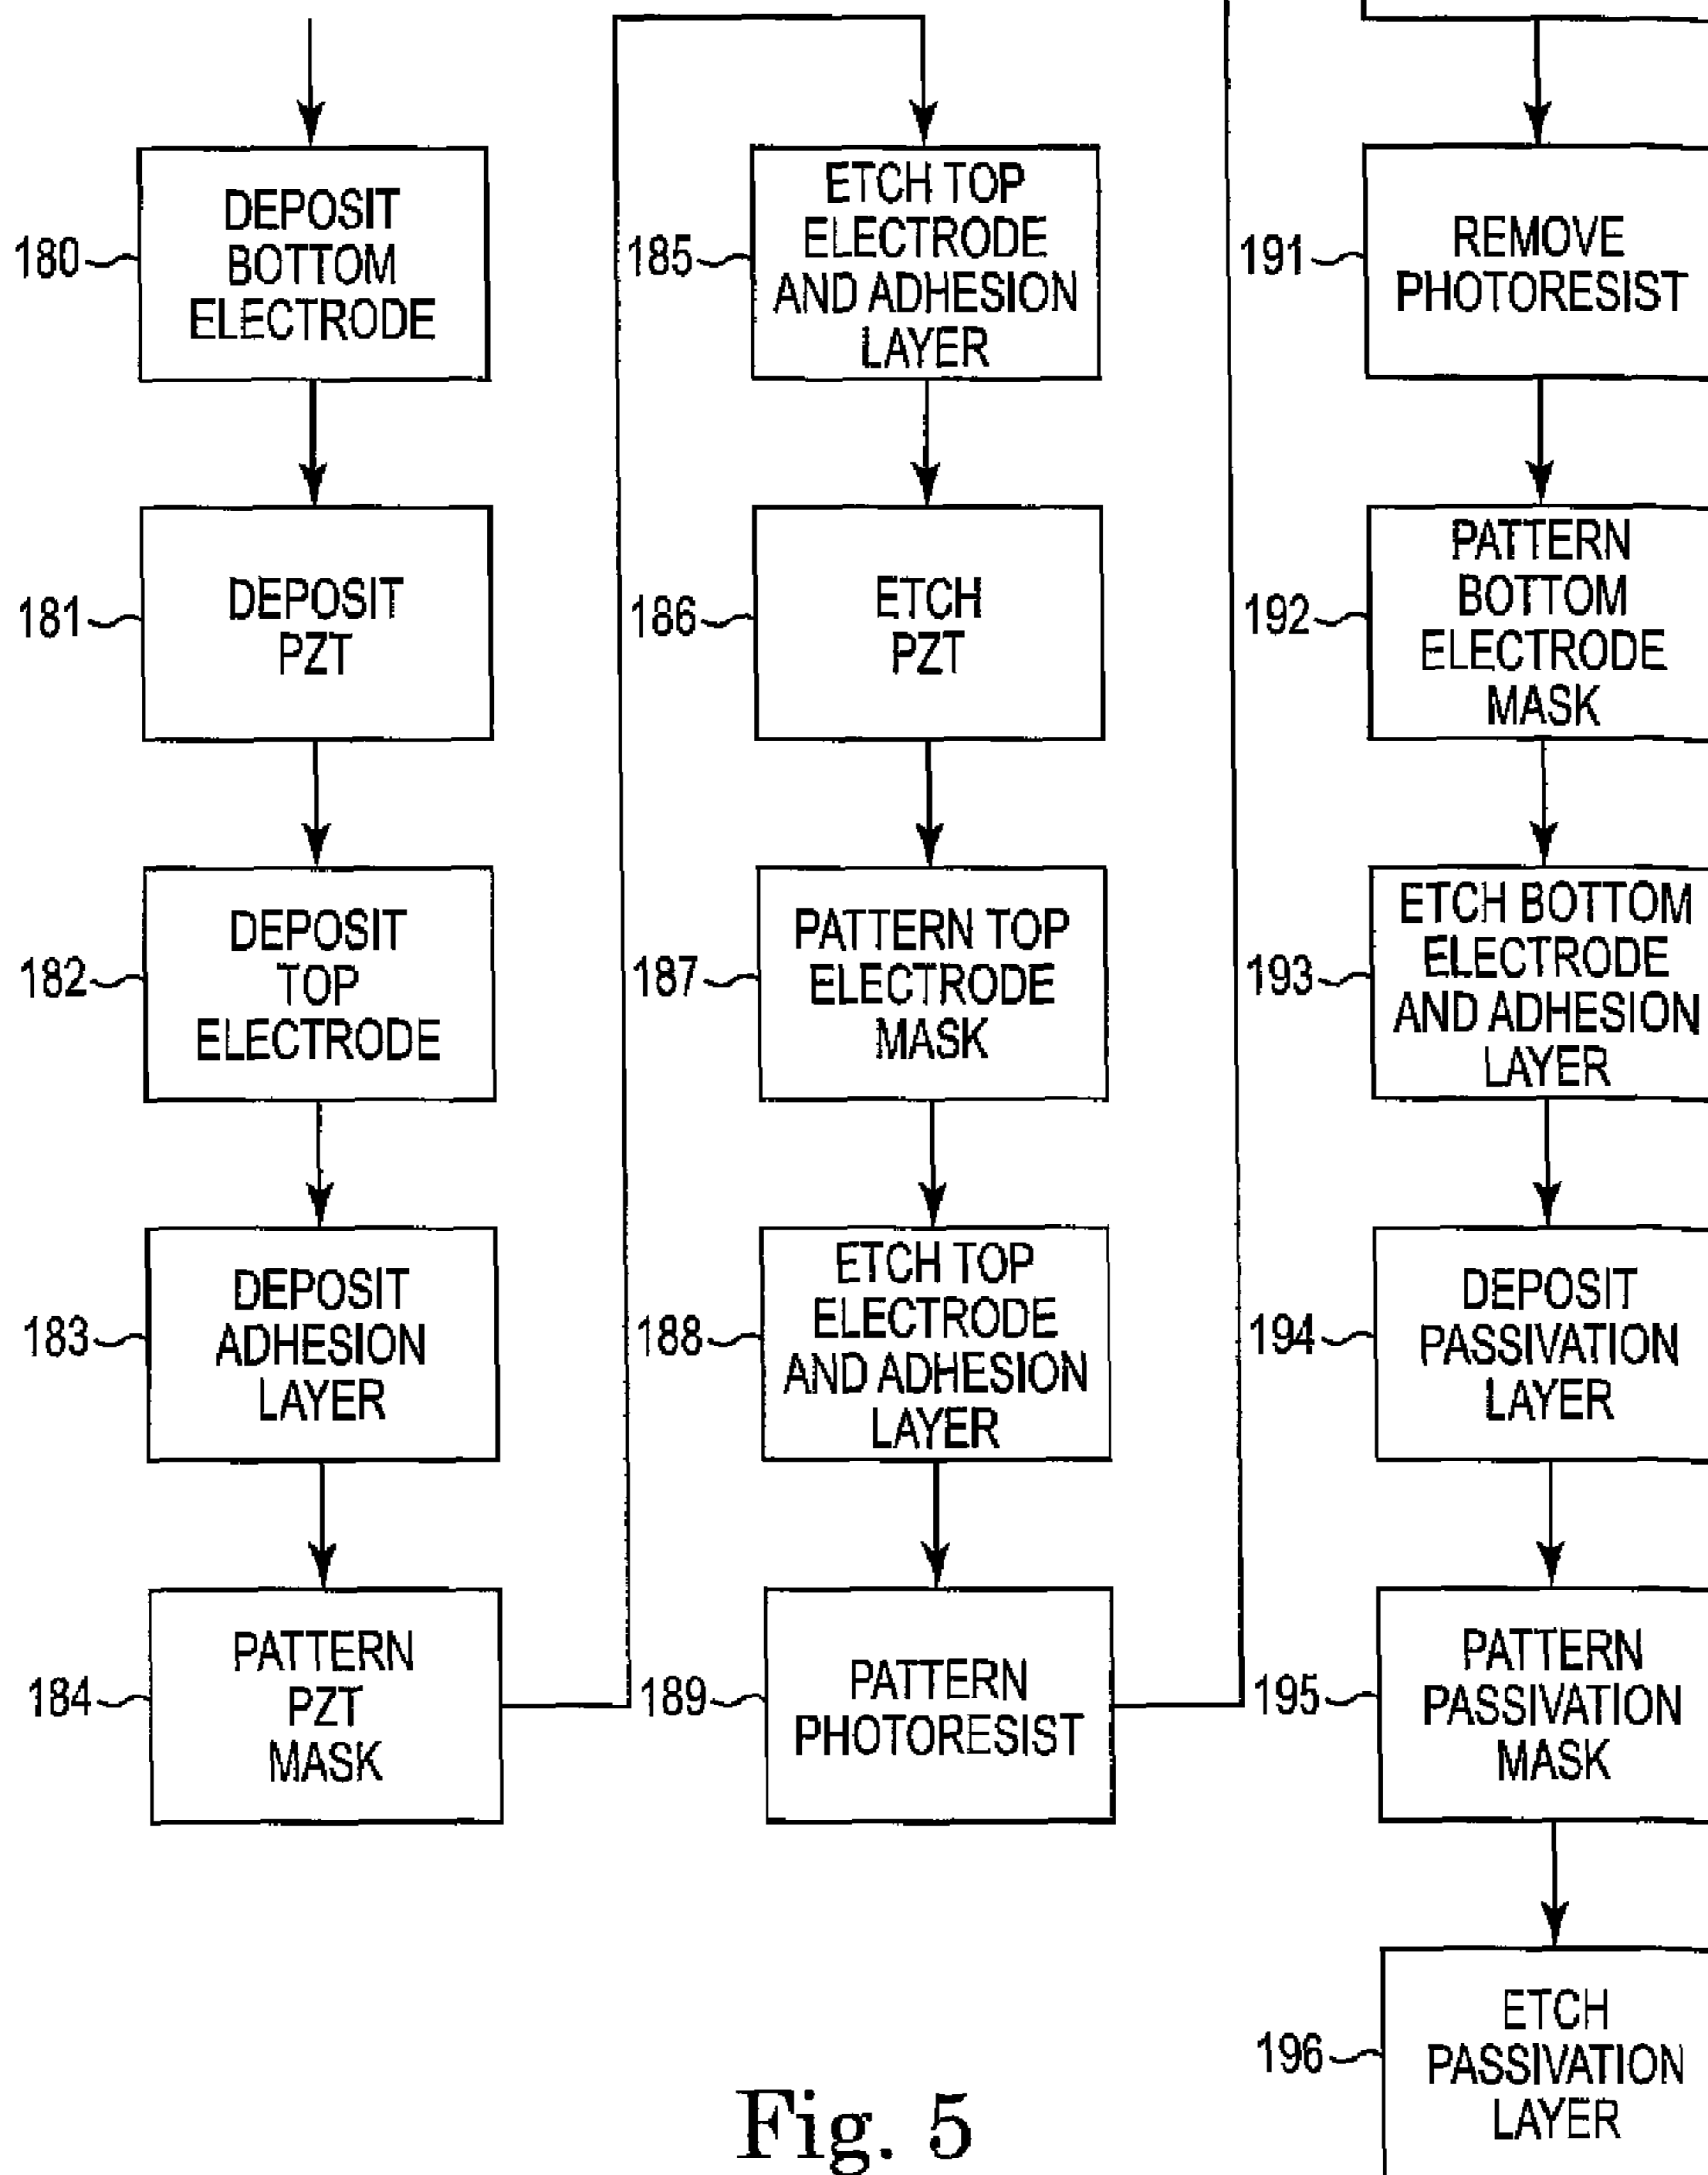 180
DEPOSIT
BOTTOM
ELECTRODE
181
DEPOSIT
PZT
182
DEPOSIT
TOP
ELECTRODE
183
DEPOSIT
ADHESION
LAYER
184
PATTERN
PZT
MASK
185
ETCH TOP
ELECTRODE
AND ADHESION
LAYER
186
ETCH
PZT
187
PATTERN TOP
ELECTRODE
MASK
188
ETCH TOP
ELECTRODE
AND ADHESION
LAYER
189
PATTERN
PHOTORESIST
191
REMOVE
PHOTORESIST
192
PATTERN
BOTTOM
ELECTRODE
MASK
193
ETCH BOTTOM
ELECTRODE
AND ADHESION
LAYER
194
DEPOSIT
PASSIVATION
LAYER
195
PATTERN
PASSIVATION
MASK
196
ETCH
PASSIVATION
LAYER
Fig. 5